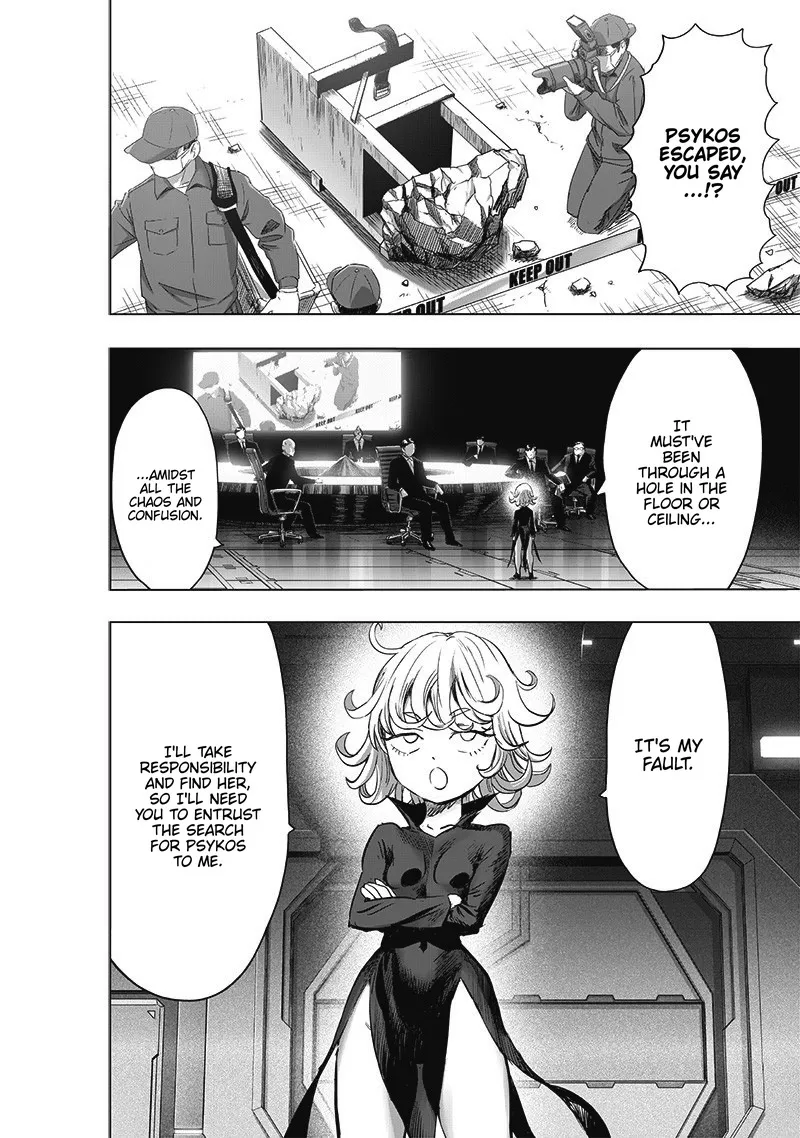 PSYKOS
ESCAPED,
YOU SAY
...!?
OUT
KEEP OUT
OUT
IT
MUST'VE
BEEN
THROUGH A
HOLE IN THE
FLOOR OR
CEILING...
KEEP OUT
KEEP OUT
...AMIDST
ALL THE
CHAOS AND
CONFUSION.
IT'S MY
FAULT.
I'LL TAKE
RESPONSIBILITY
AND FIND HER,
SO I'LL NEED
YOU TO ENTRUST
THE SEARCH
FOR PSYKOS
TO ME.